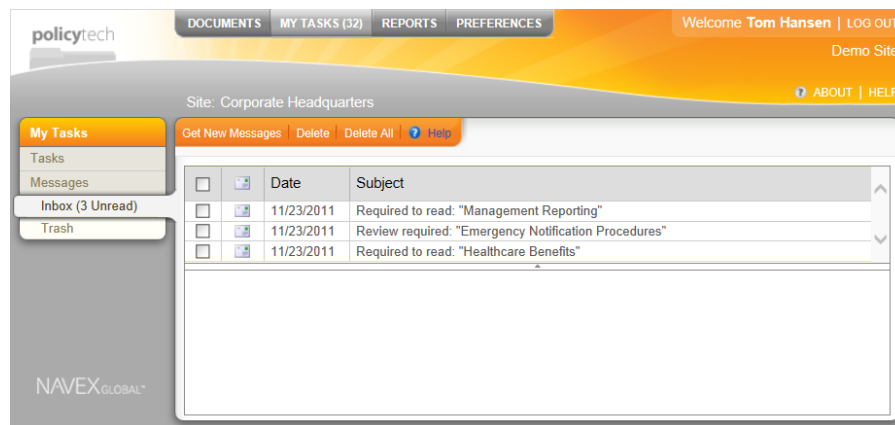 policytech
DOCUMENTS MY TASKS (32) REPORTS PREFERENCES
Welcome Tom Hansen | LOG OUT
Demo Site
? ABOUT | HELP
Site: Corporate Headquarters
My Tasks
Get New Messages | Delete | Delete All | ? Help
Tasks
Messages
Inbox (3 Unread)
Trash
Date Subject
11/23/2011 Required to read: "Management Reporting"
11/23/2011 Review required: "Emergency Notification Procedures"
11/23/2011 Required to read: "Healthcare Benefits"
NAVEX GLOBAL™